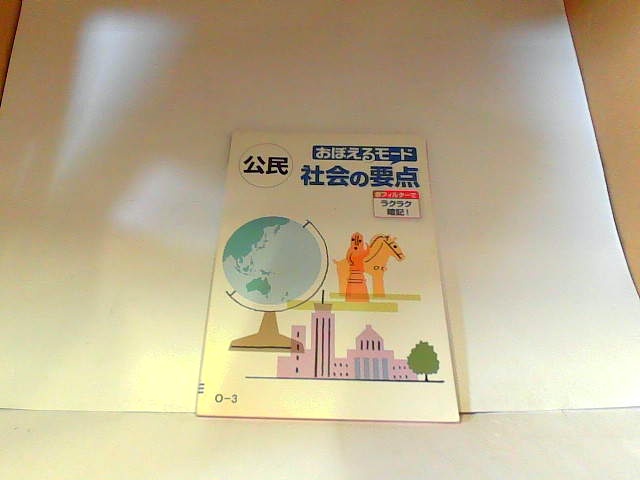 公民
おぼえるモード
社会の要点
赤フィルターで
ラクラク
暗記！
O-3